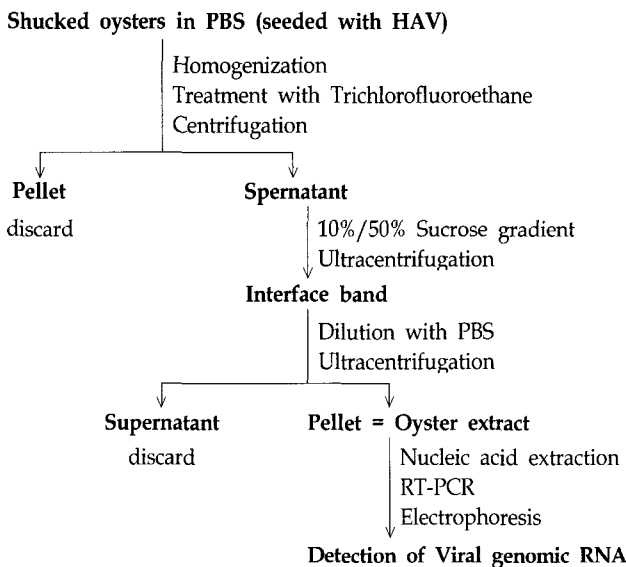 Shucked oysters in PBS (seeded with HAV)
Homogenization
Treatment with Trichlorofluoroethane
Centrifugation
Pellet
discard
Spernatant
10%/50% Sucrose gradient
Ultracentrifugation
Interface band
Dilution with PBS
Ultracentrifugation
Supernatant
discard
Pellet = Oyster extract
Nucleic acid extraction
RT-PCR
Electrophoresis
Detection of Viral genomic RNA